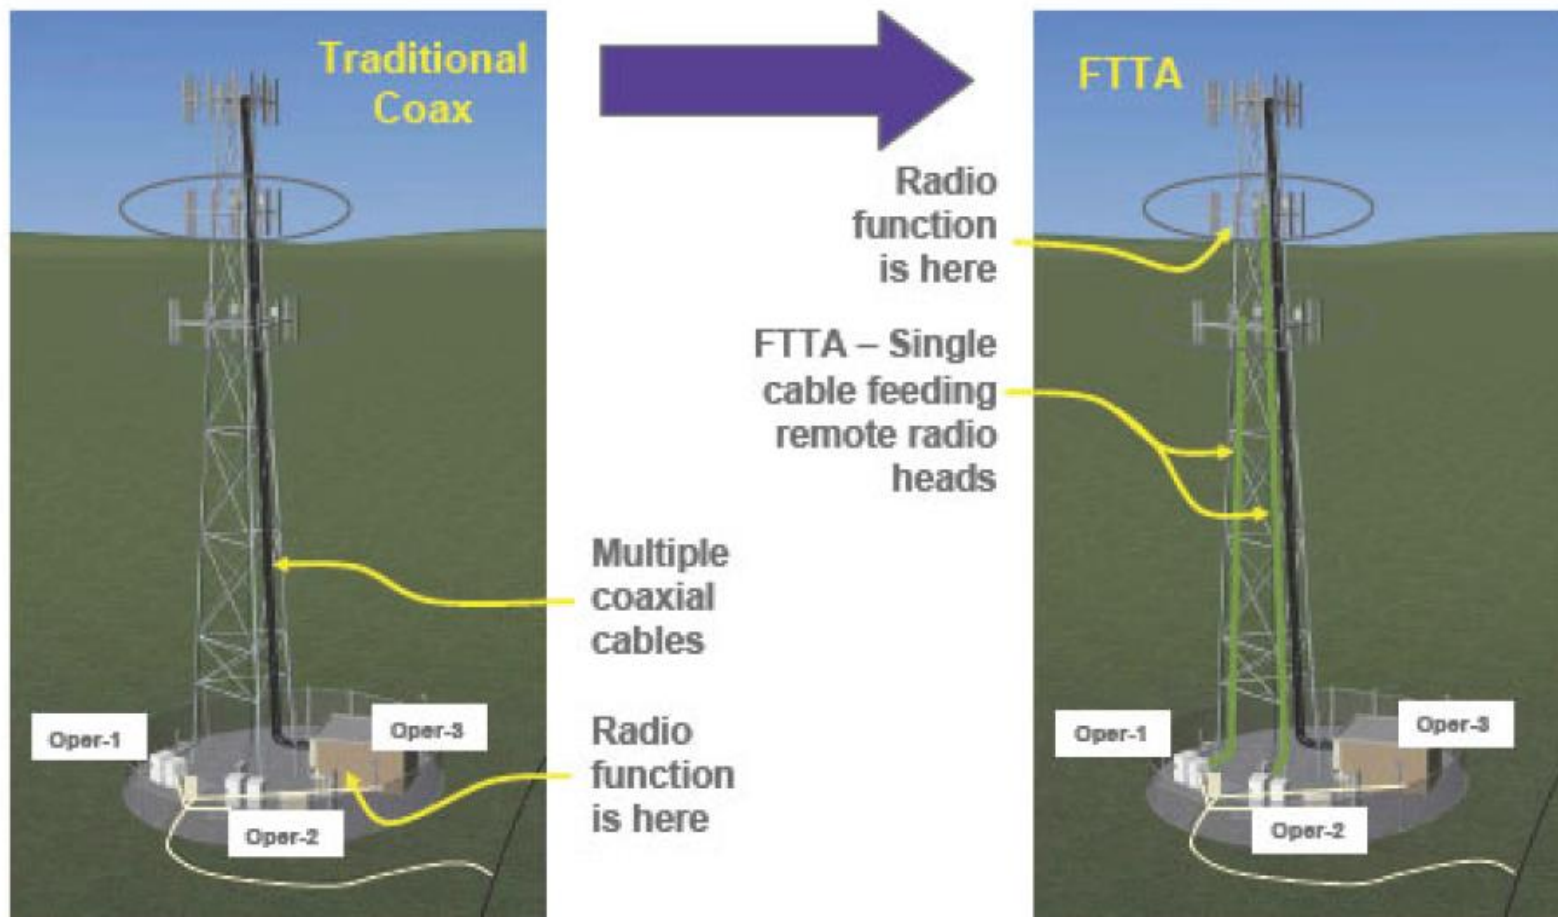 Traditional
Coax
Multiple
coaxial
cables
Radio
function
is here
Oper-1
Oper-2
Oper-3
FTTA
Radio
function
is here
FTTA – Single
cable feeding
remote radio
heads
Oper-1
Oper-2
Oper-3